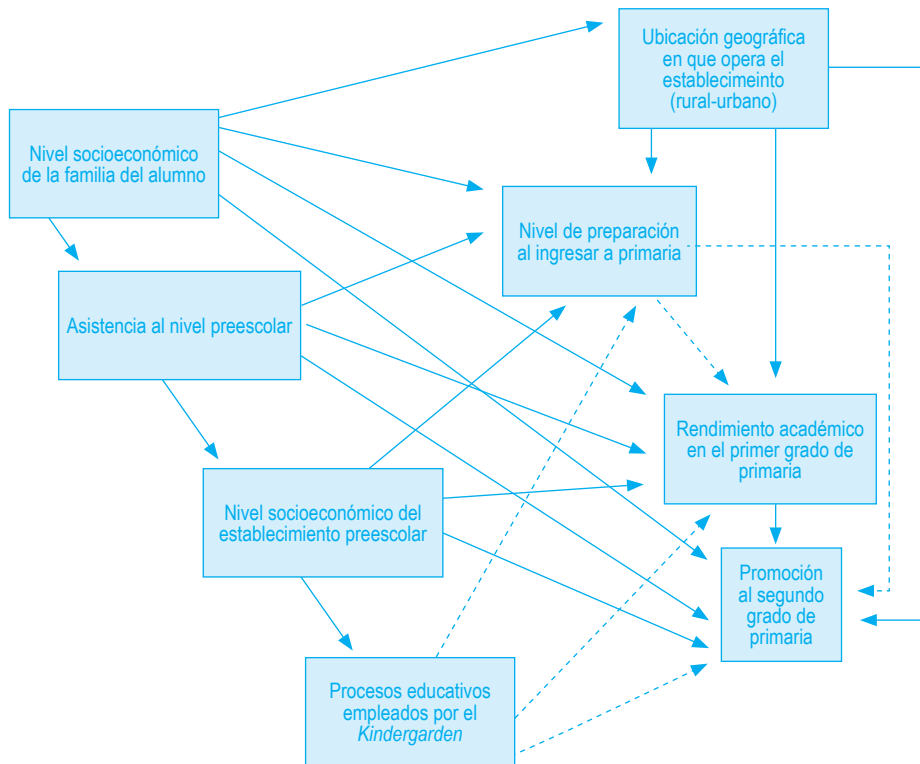 Ubicación geográfica
en que opera el
establecimeinto
(rural-urbano)
Nivel socioeconómico
de la familia del alumno
Nivel de preparación
al ingresar a primaria
Asistencia al nivel preescolar
Rendimiento académico
en el primer grado de
primaria
Nivel socioeconómico del
establecimiento preescolar
Promoción
al segundo
grado de
primaria
Procesos educativos
empleados por el
Kindergarden